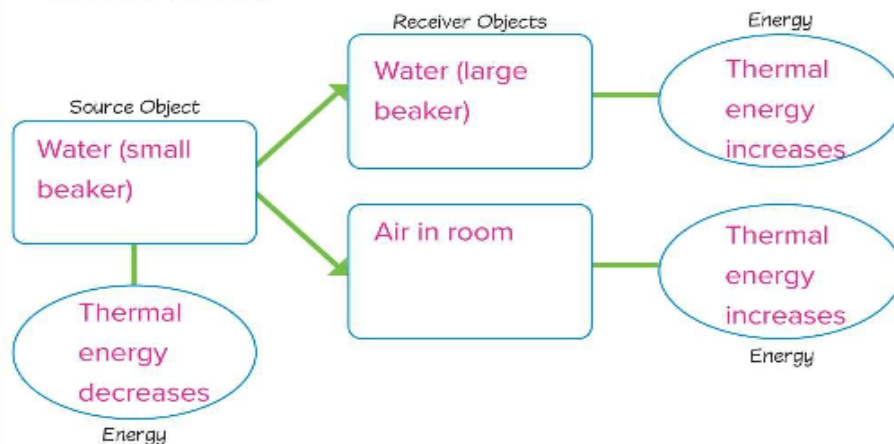 Receiver Objects
Energy
Water (large
beaker)
Thermal
energy
increases
Source Object
Water (small
beaker)
Air in room
Thermal
energy
increases
Energy
Thermal
energy
decreases
Energy